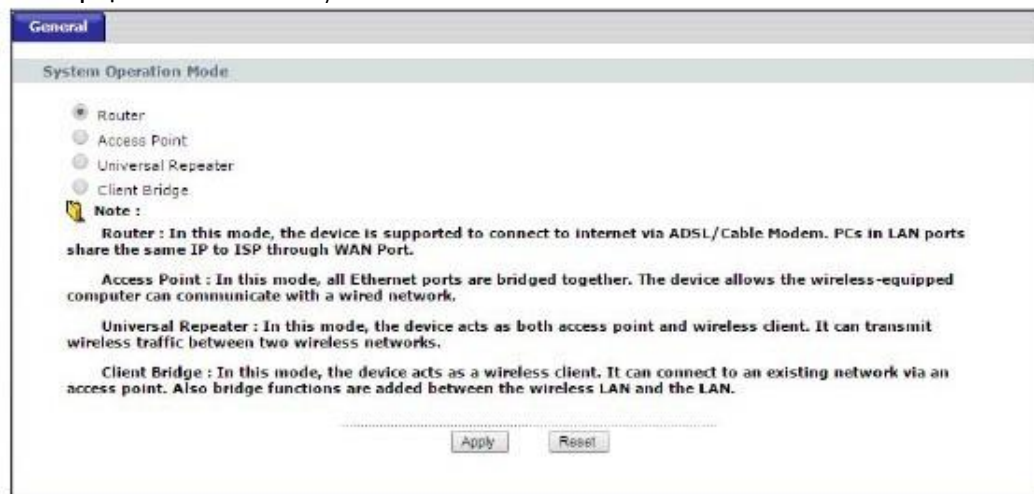 General
System Operation Mode
Router
Access Point
Universal Repeater
Client Bridge
Note :
Router : In this mode, the device is supported to connect to internet via ADSL/Cable Modem. PCs in LAN ports
share the same IP to ISP through WAN Port.
Access Point : In this mode, all Ethernet ports are bridged together. The device allows the wireless-equipped
computer can communicate with a wired network.
Universal Repeater : In this mode, the device acts as both access point and wireless client. It can transmit
wireless traffic between two wireless networks.
Client Bridge : In this mode, the device acts as a wireless client. It can connect to an existing network via an
access point. Also bridge functions are added between the wireless LAN and the LAN.
Apply Reset